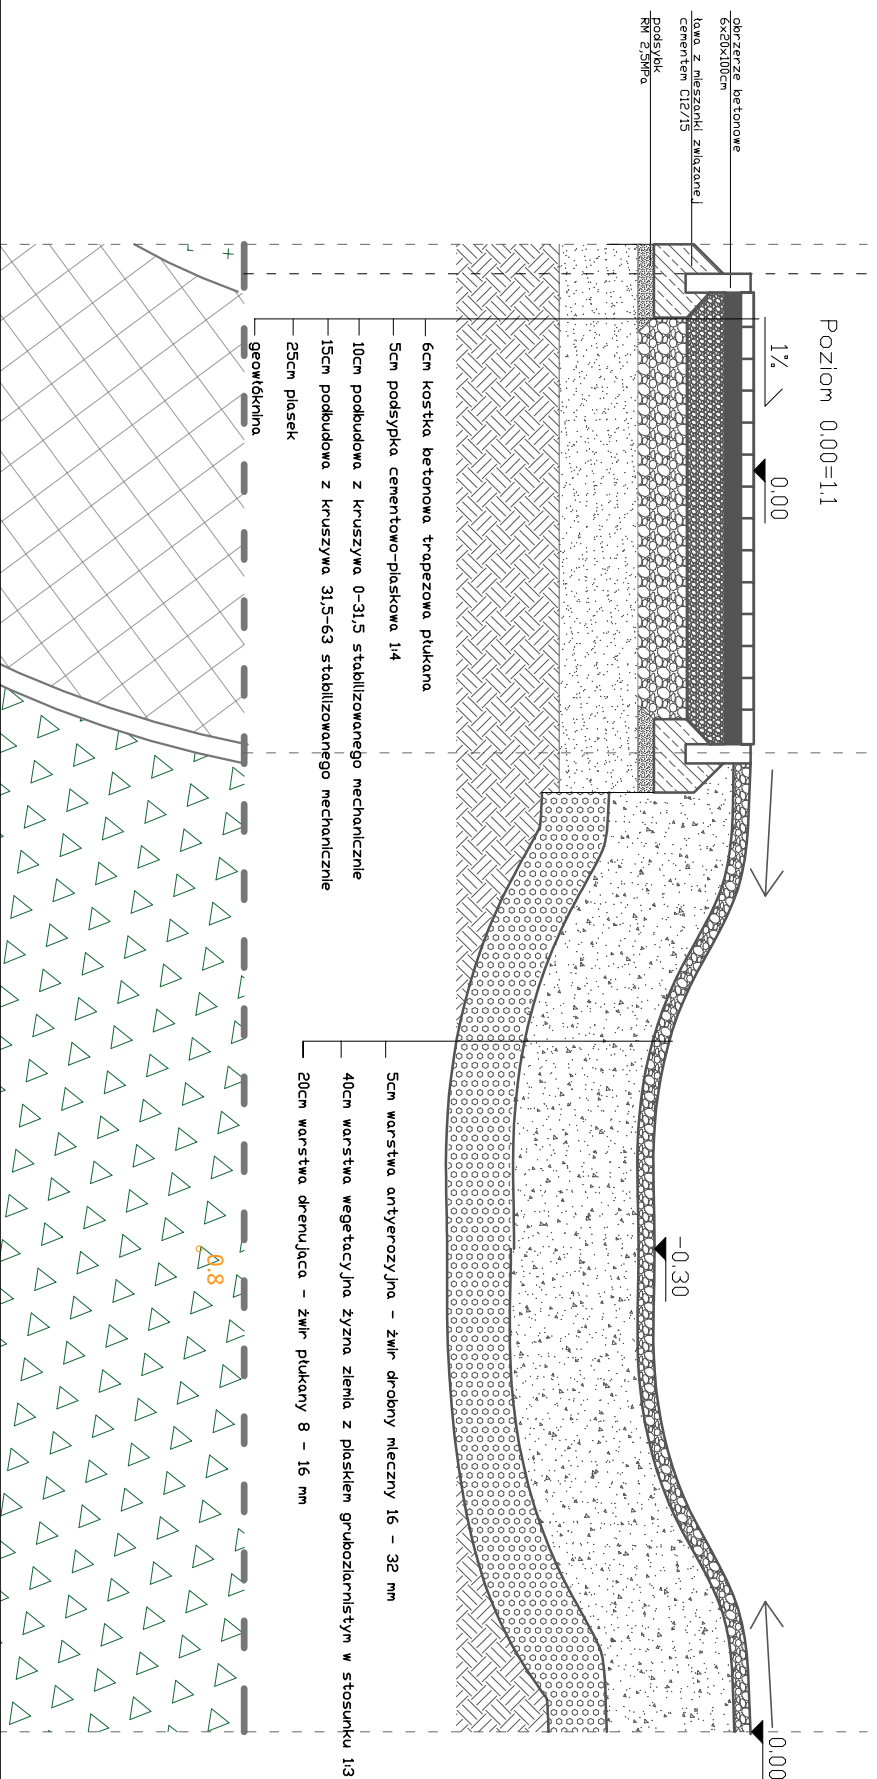 obrzerze betonowe
6x20x100cm
ława z mieszanki związanej
cementem C12/15
podsybk
RM 2,5MPa
Poziom 0.00=1.1
1%
0.00
6cm kostka betonowa trapezowa płukana
5cm podsypka cementowo-piaskowa 1:4
10cm podbudowa z kruszywa 0-31,5 stabilizowanego mechanicznie
15cm podbudowa z kruszywa 31,5-63 stabilizowanego mechanicznie
25cm piasek
geowłóknina
-0.30
0.00
5cm warstwa antyerozyjna - żwir drobny mleczny 16 - 32 mm
40cm warstwa wegetacyjna żyzna ziemia z piaskiem gruboziarnistym w stosunku 1:3
20cm warstwa drenująca - żwir płukany 8 - 16 mm
0.8